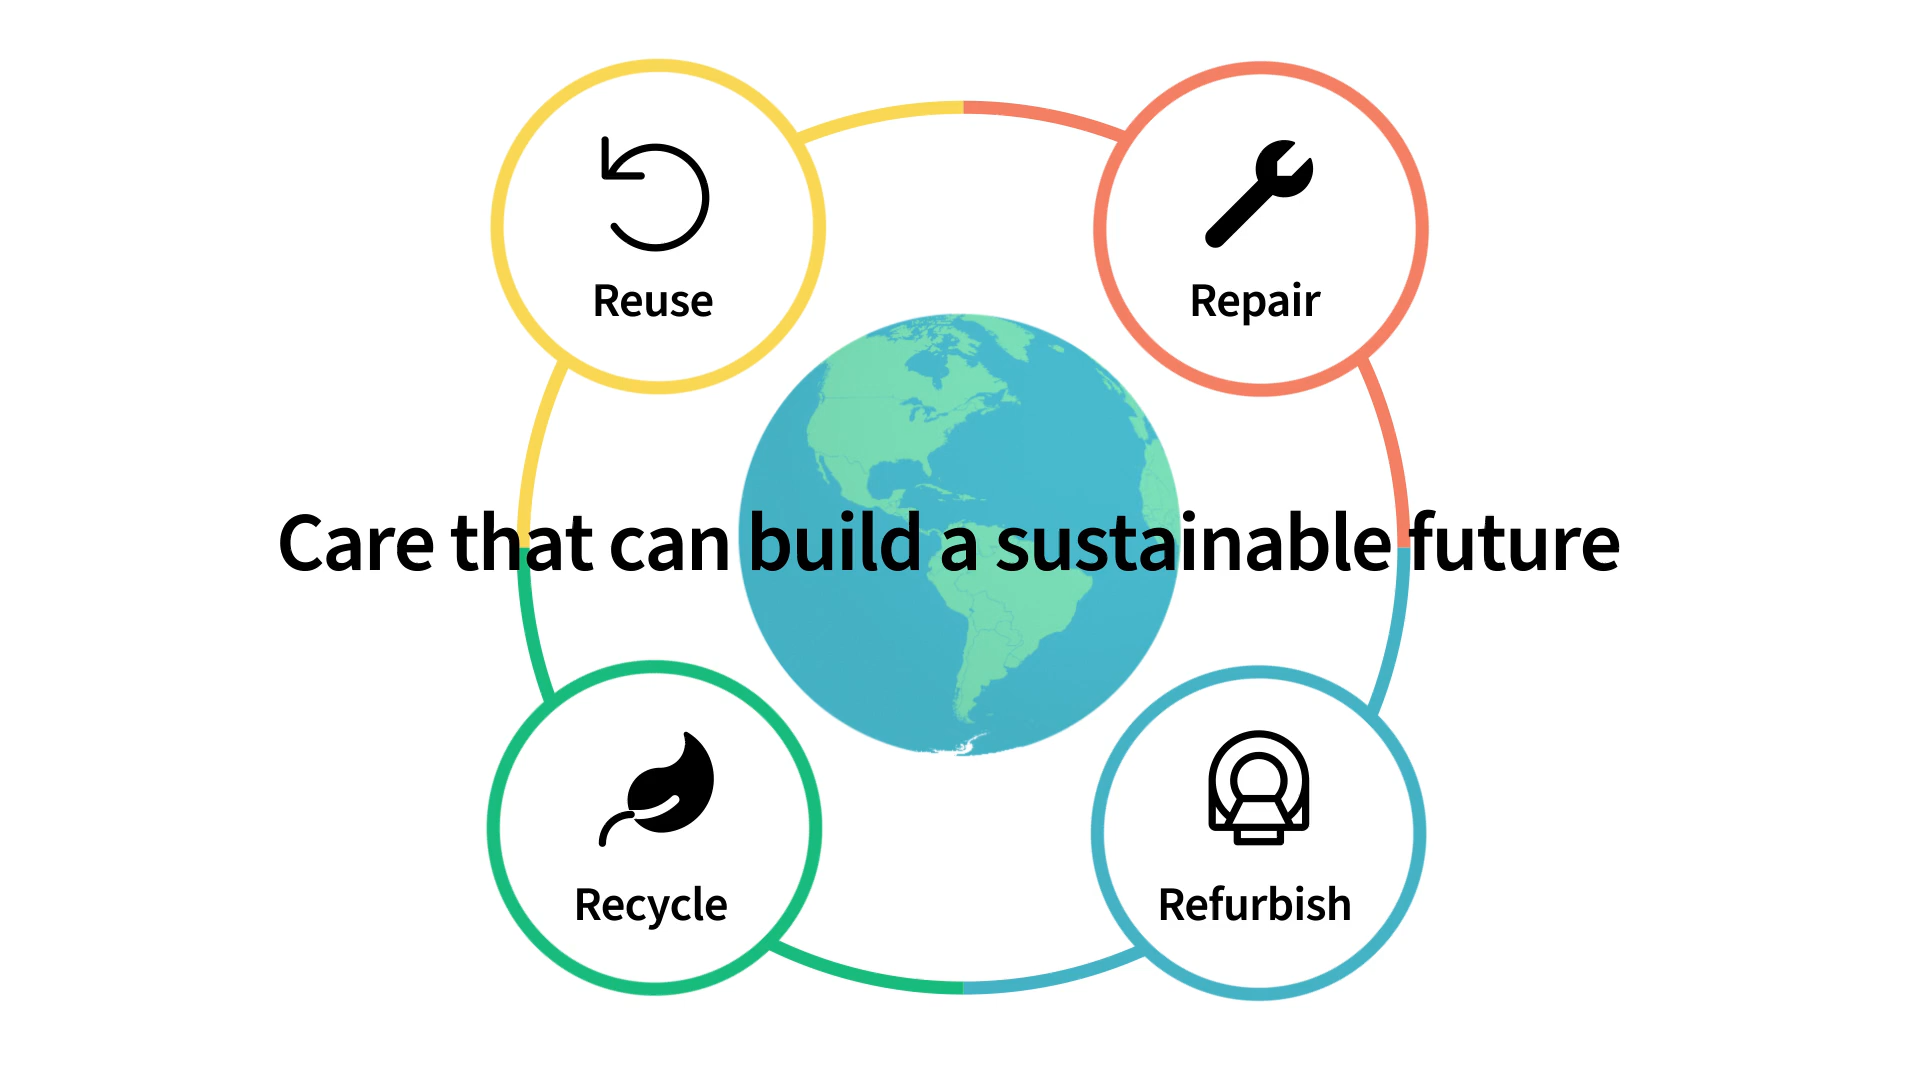 Reuse
Repair
Care that can build a sustainable future
Recycle
Refurbish